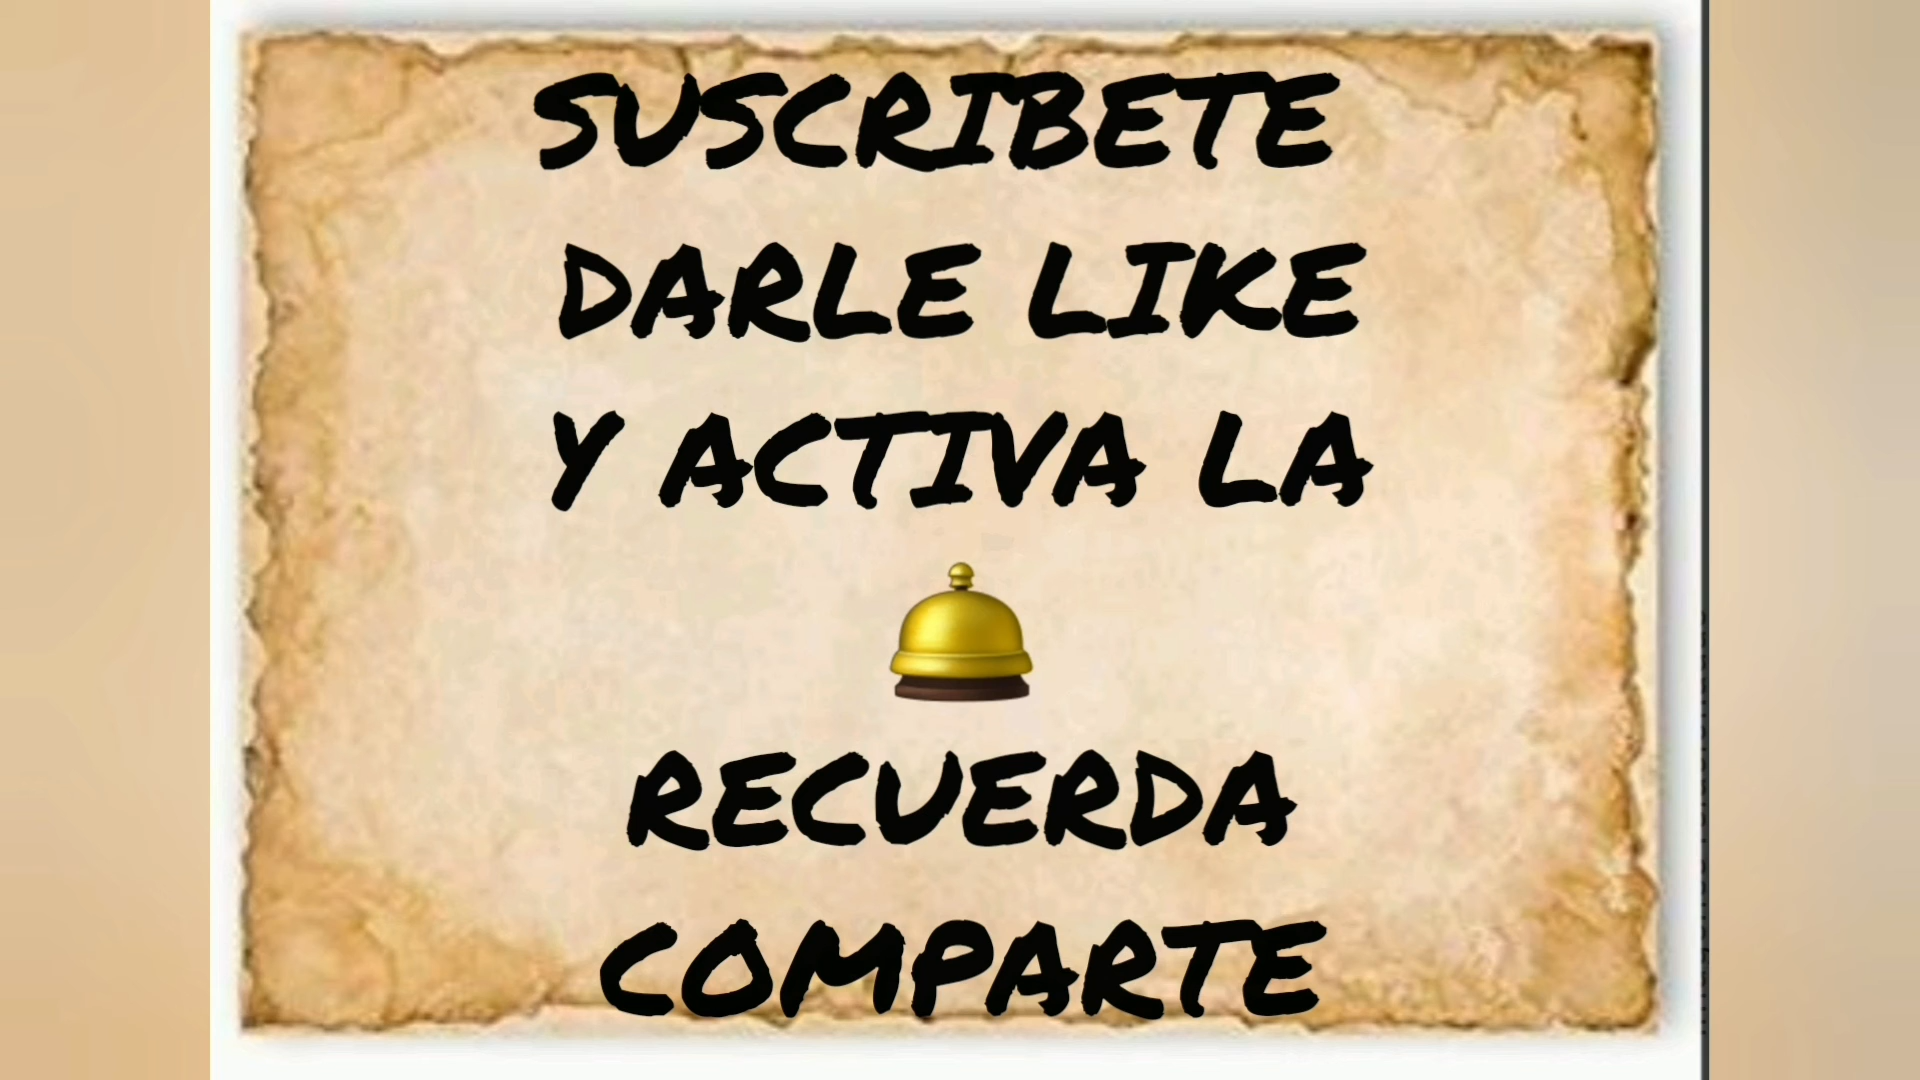 SUSCRIBETE
DARLE LIKE
Y ACTIVA LA
RECUERDA
COMPARTE